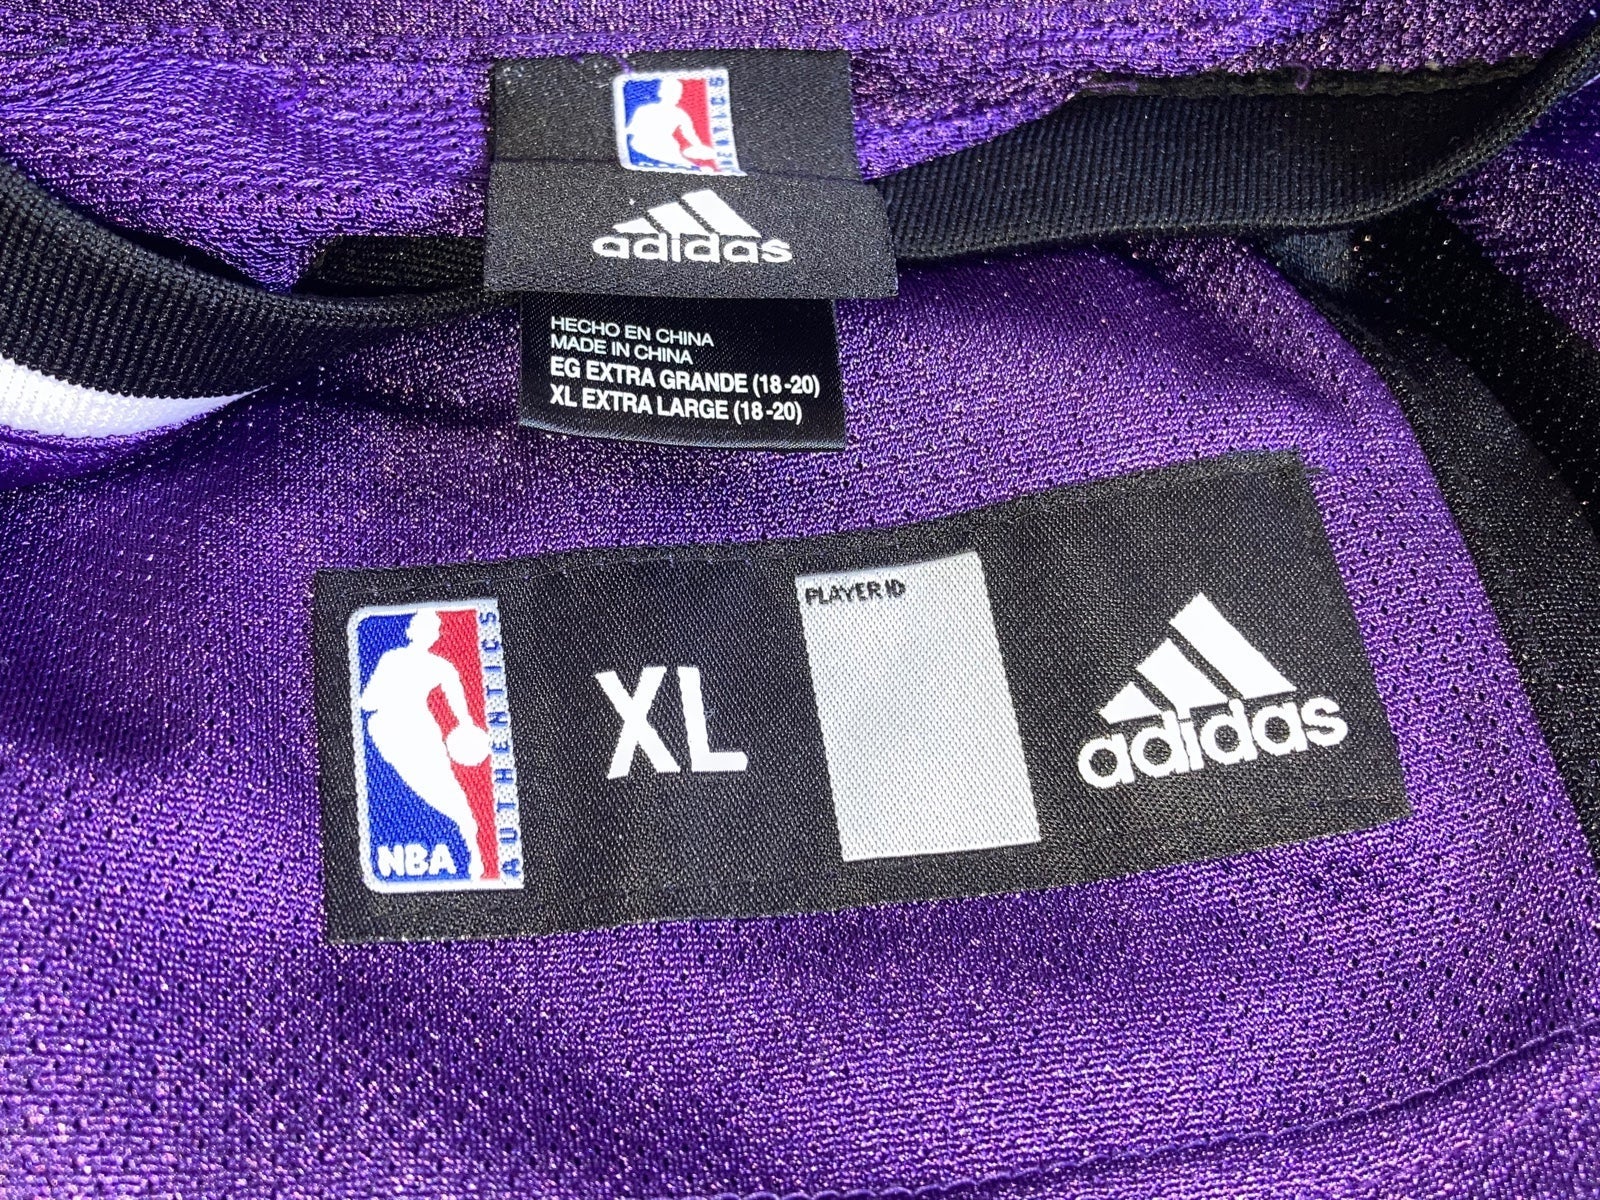 AUTHENTICS
adidas
HECHO EN CHINA
MADE IN CHINA
EG EXTRA GRANDE (18-20)
XL EXTRA LARGE (18-20)
NBA
AUTHENTICS
XL
PLAYER ID
adidas